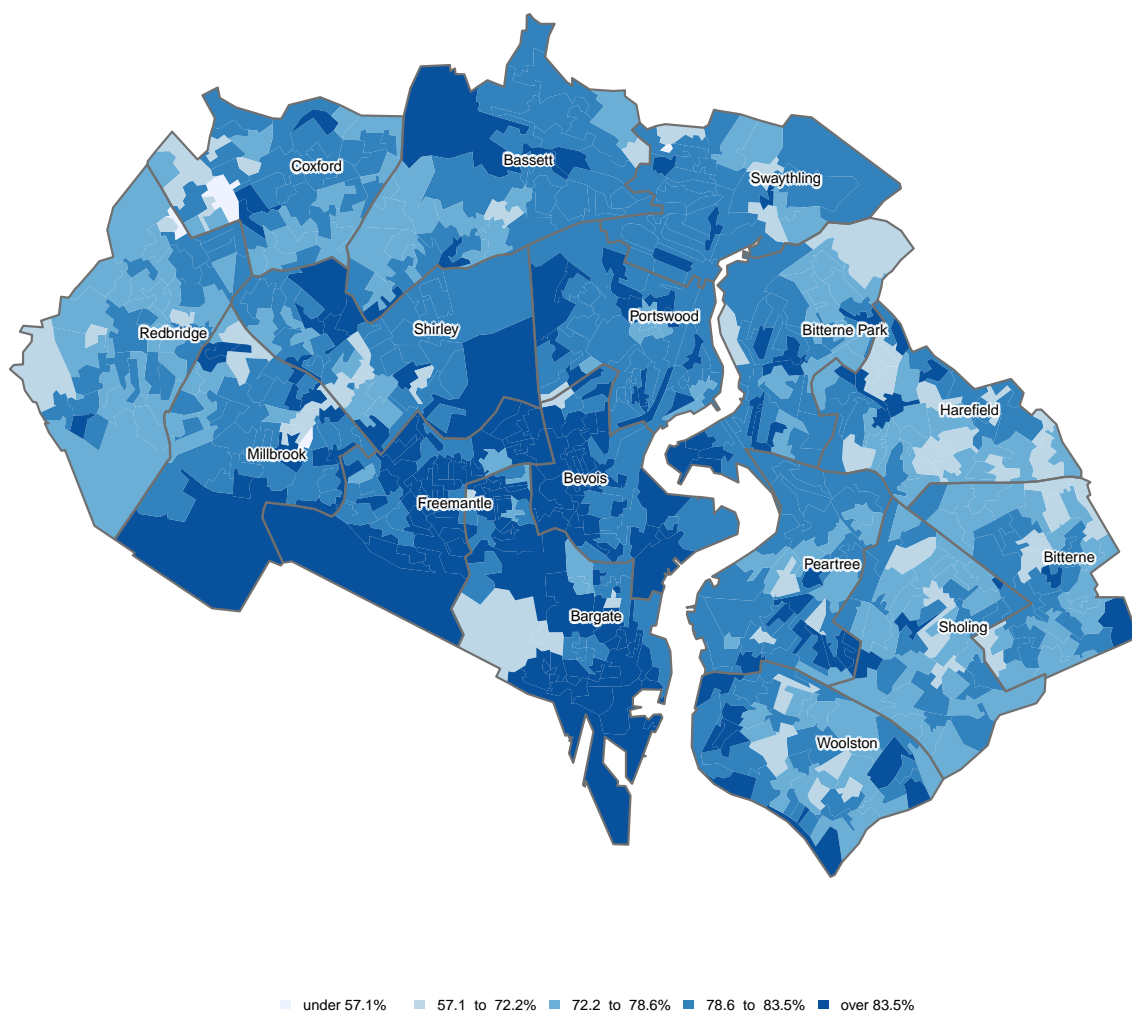 Bassett
Coxford
Swaythling
Portswood
Shirley
Bitterne Park
Redbridge
Harefield
Millbrook
Bevois
Freemantle
Bitterne
Peartree
Bargate
Sholing
Woolston
under 57.1% 57.1 to 72.2% 72.2 to 78.6% 78.6 to 83.5% over 83.5%